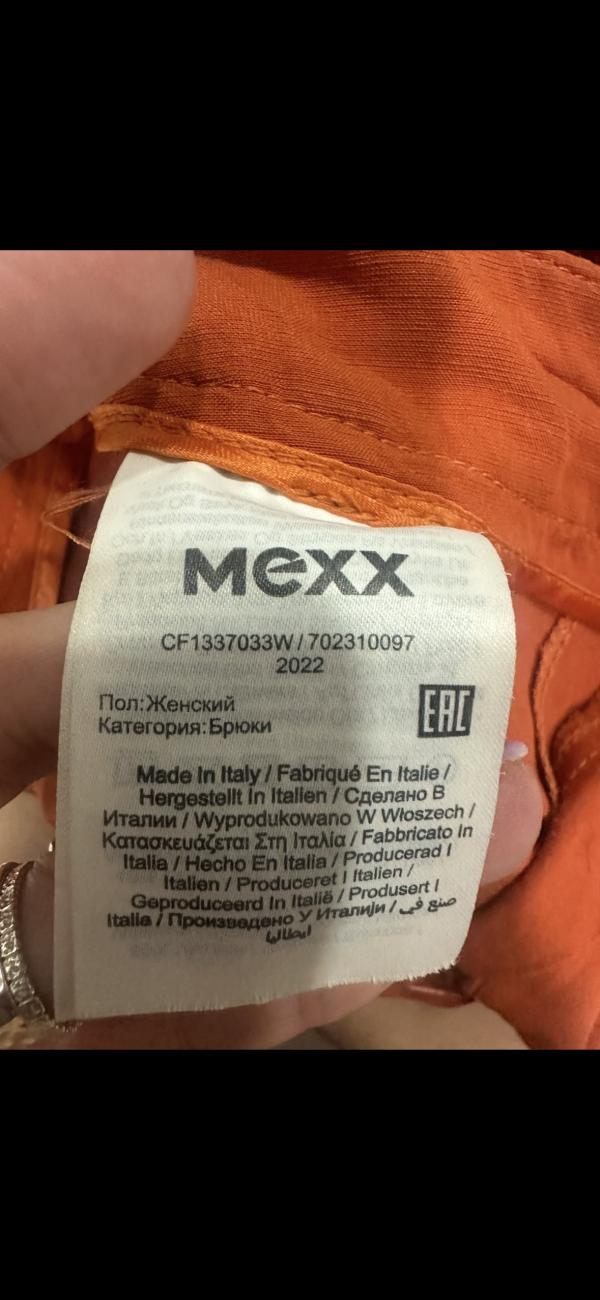 mexx
CF1337033W / 702310097
2022
Пол:Женский
Категория:Брюки
EAC
Made In Italy / Fabriqué En Italie /
Hergestellt In Italien / Сделано В
Италии / Wyprodukowano W Włoszech /
Κατασκευάζεται Στη Ιταλία / Fabbricato In
Italia / Hecho En Italia / Producerad I
Italien / Produceret I Italien /
Geproduceerd In Italië / Produsert I
Italia / Произведено У Италији / صنع في
ايطاليا